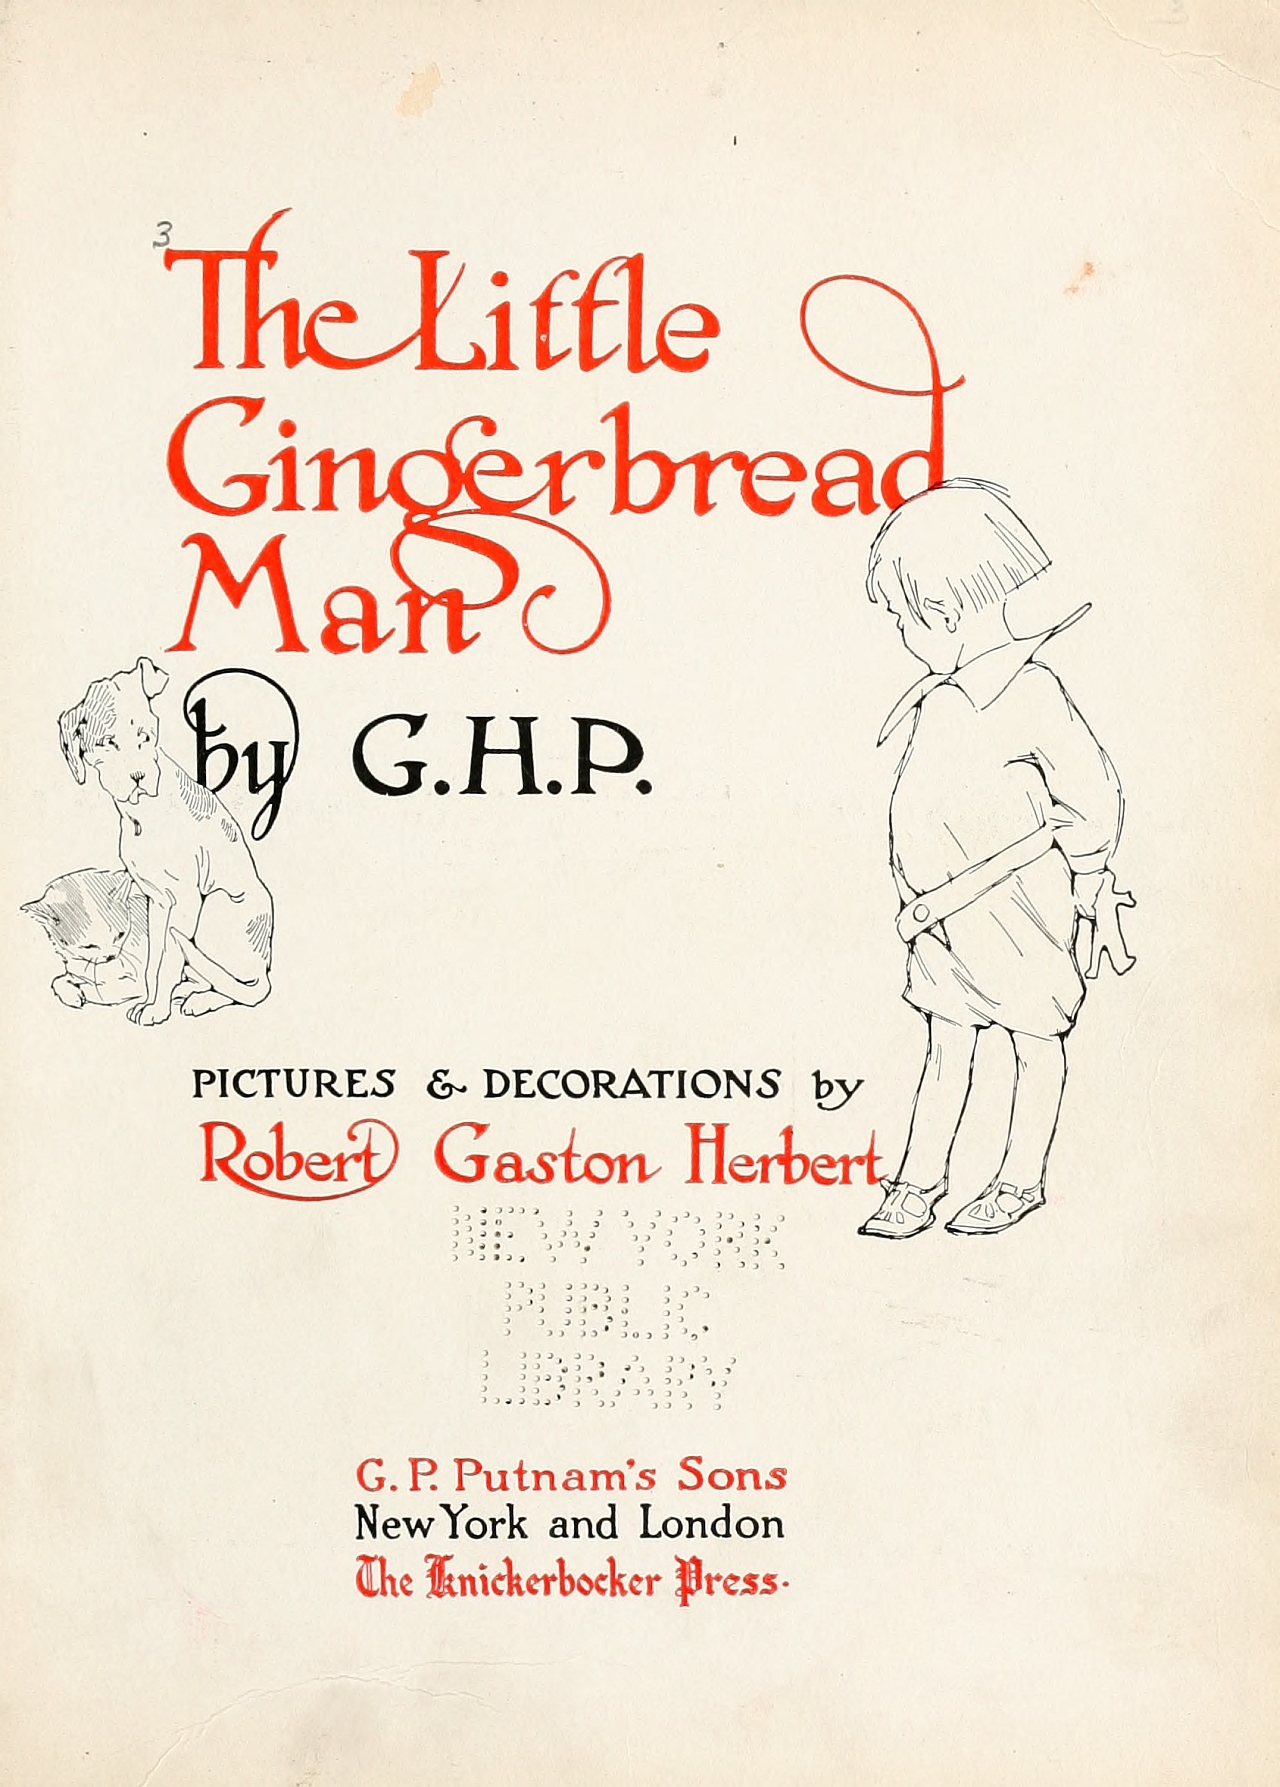 3
The Little
Gingerbread
Man
by G.H.P.
PICTURES & DECORATIONS by
Robert Gaston Herbert
NEW YORK
PUBLIC
LIBRARY
G. P. Putnam's Sons
New York and London
The Knickerbocker Press.